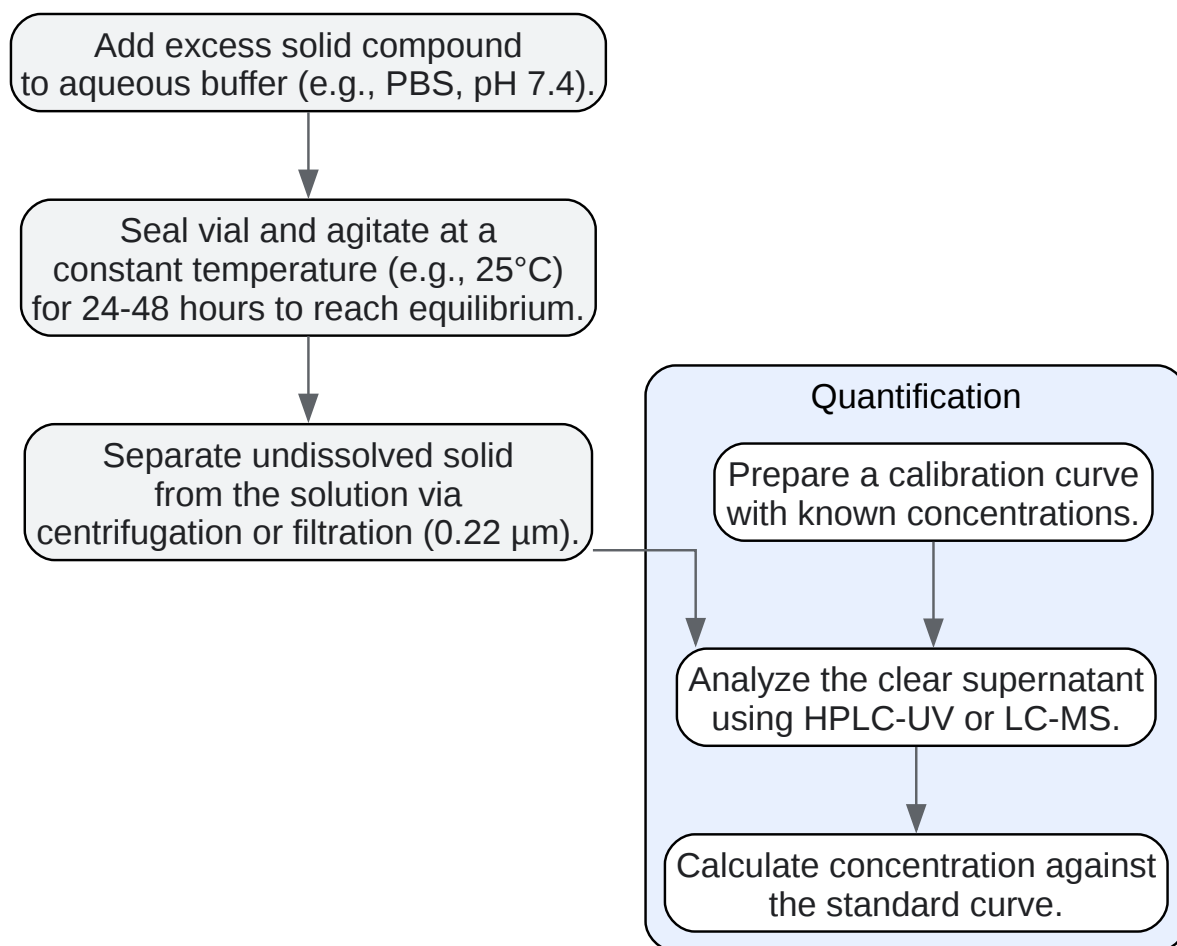 Add excess solid compound
to aqueous buffer (e.g., PBS, pH 7.4).
Seal vial and agitate at a
constant temperature (e.g., 25°C)
for 24-48 hours to reach equilibrium.
Separate undissolved solid
from the solution via
centrifugation or filtration (0.22 µm).
Quantification
Prepare a calibration curve
with known concentrations.
Analyze the clear supernatant
using HPLC-UV or LC-MS.
Calculate concentration against
the standard curve.